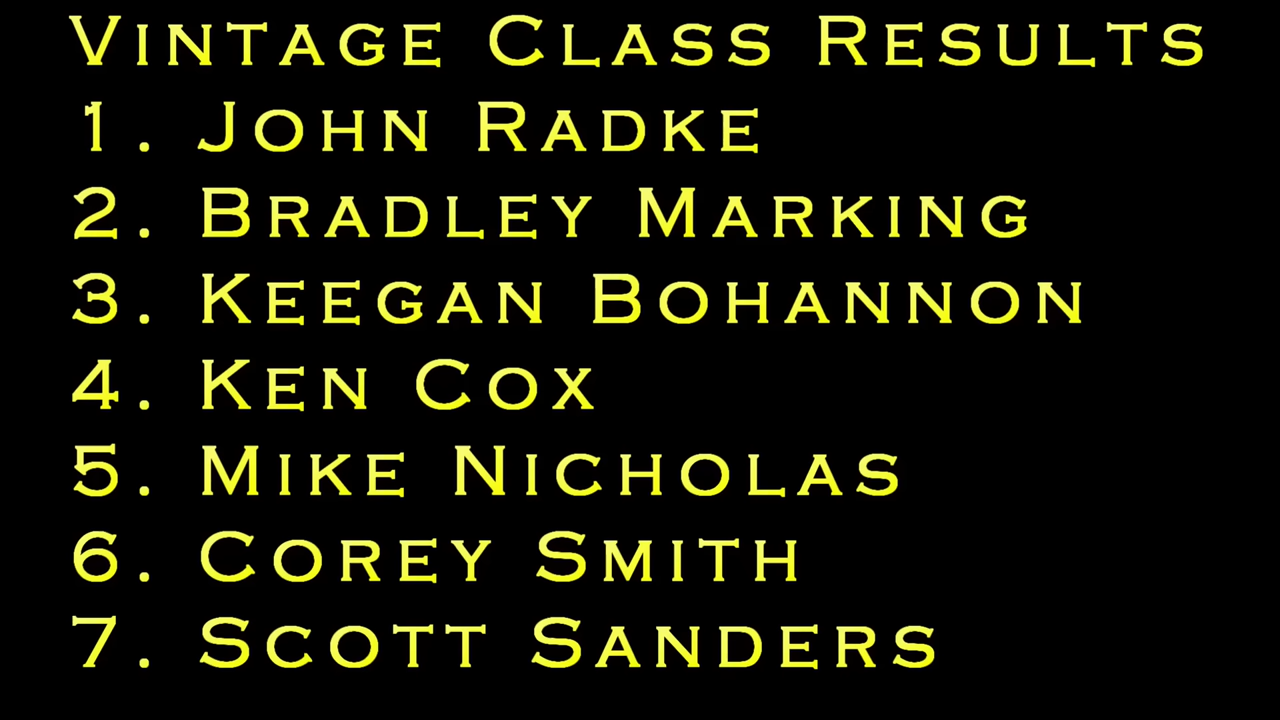 Vintage Class Results
1. John Radke
2. Bradley Marking
3. Keegan Bohannon
4. Ken Cox
5. Mike Nicholas
6. Corey Smith
7. Scott Sanders